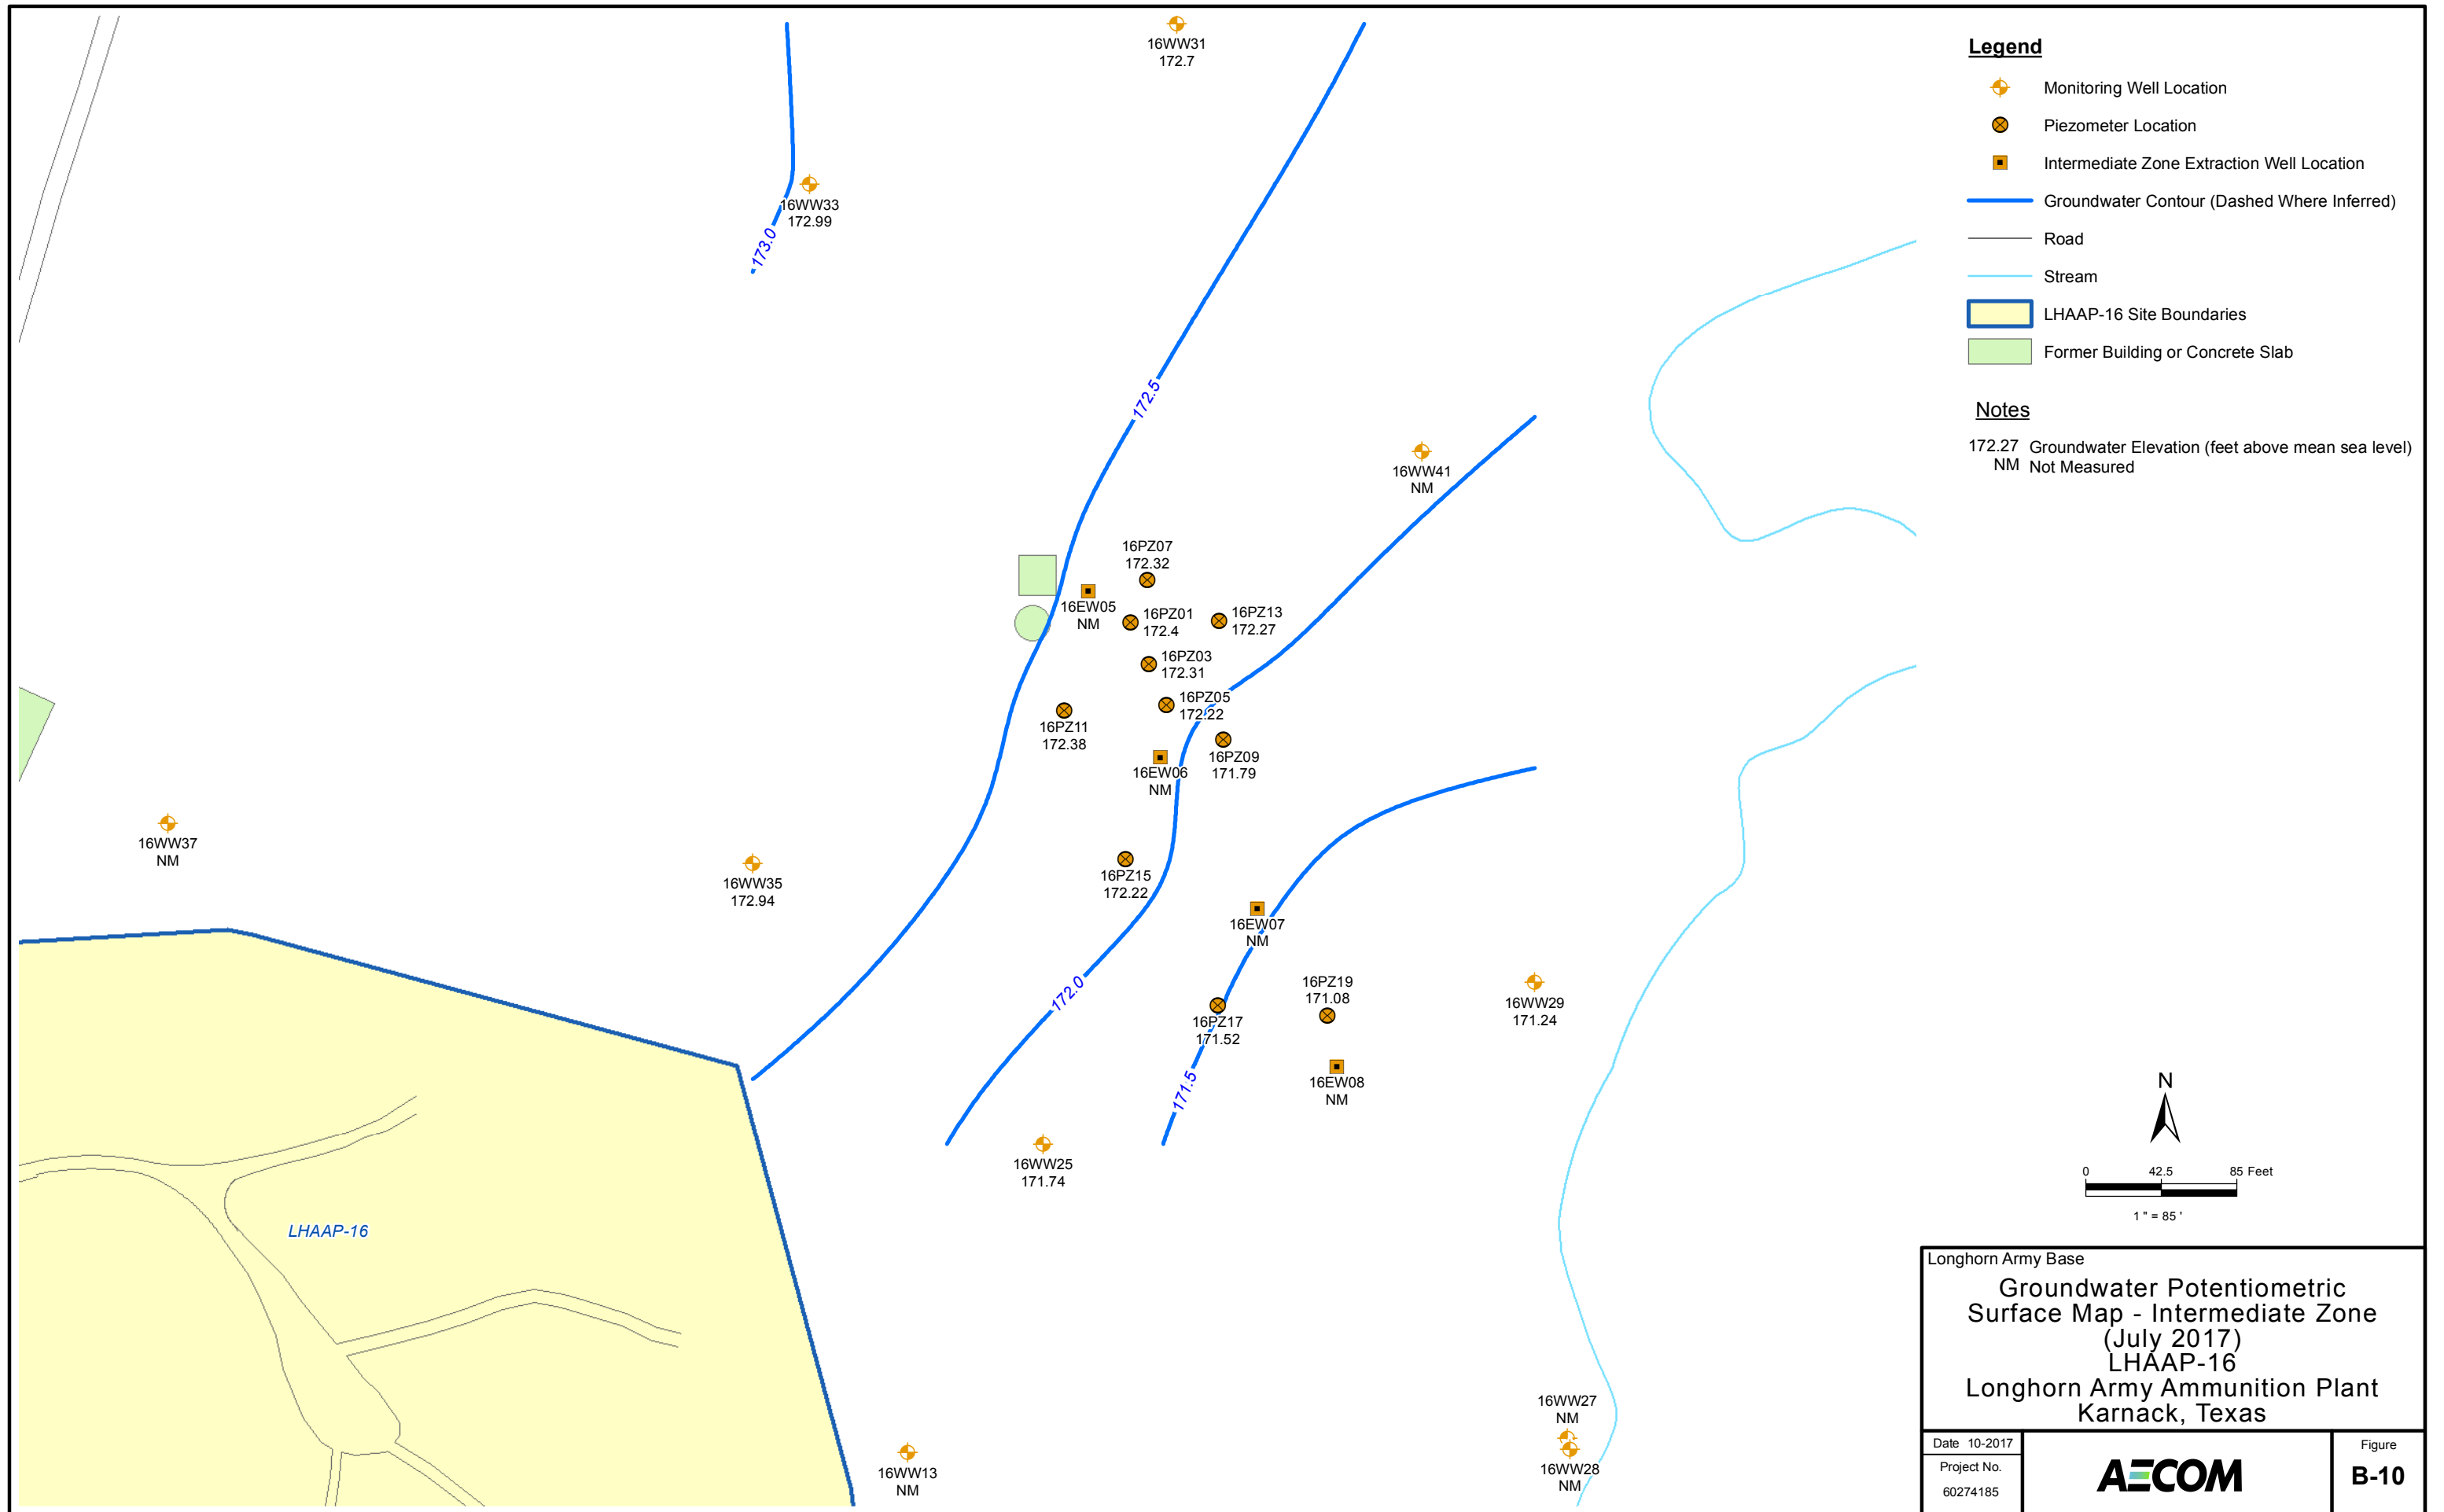 16WW31
172.7
16WW33
172.99
173.0
172.5
16WW41
NM
16PZ07
172.32
16EW05
NM
16PZ01
172.4
16PZ13
172.27
16PZ03
172.31
16PZ05
172.22
16PZ11
172.38
16PZ09
171.79
16EW06
NM
16WW37
NM
16WW35
172.94
16PZ15
172.22
16EW07
NM
172.0
16PZ19
171.08
16WW29
171.24
16PZ17
171.52
16EW08
NM
171.5
16WW25
171.74
LHAAP-16
16WW13
NM
16WW27
NM
16WW28
NM
Legend
Monitoring Well Location
Piezometer Location
Intermediate Zone Extraction Well Location
Groundwater Contour (Dashed Where Inferred)
Road
Stream
LHAAP-16 Site Boundaries
Former Building or Concrete Slab
Notes
172.27 Groundwater Elevation (feet above mean sea level)
NM Not Measured
N
0 42.5 85 Feet
1 " = 85 '
Longhorn Army Base
Groundwater Potentiometric
Surface Map - Intermediate Zone
(July 2017)
LHAAP-16
Longhorn Army Ammunition Plant
Karnack, Texas
Date 10-2017
Project No.
60274185
AECOM
Figure
B-10